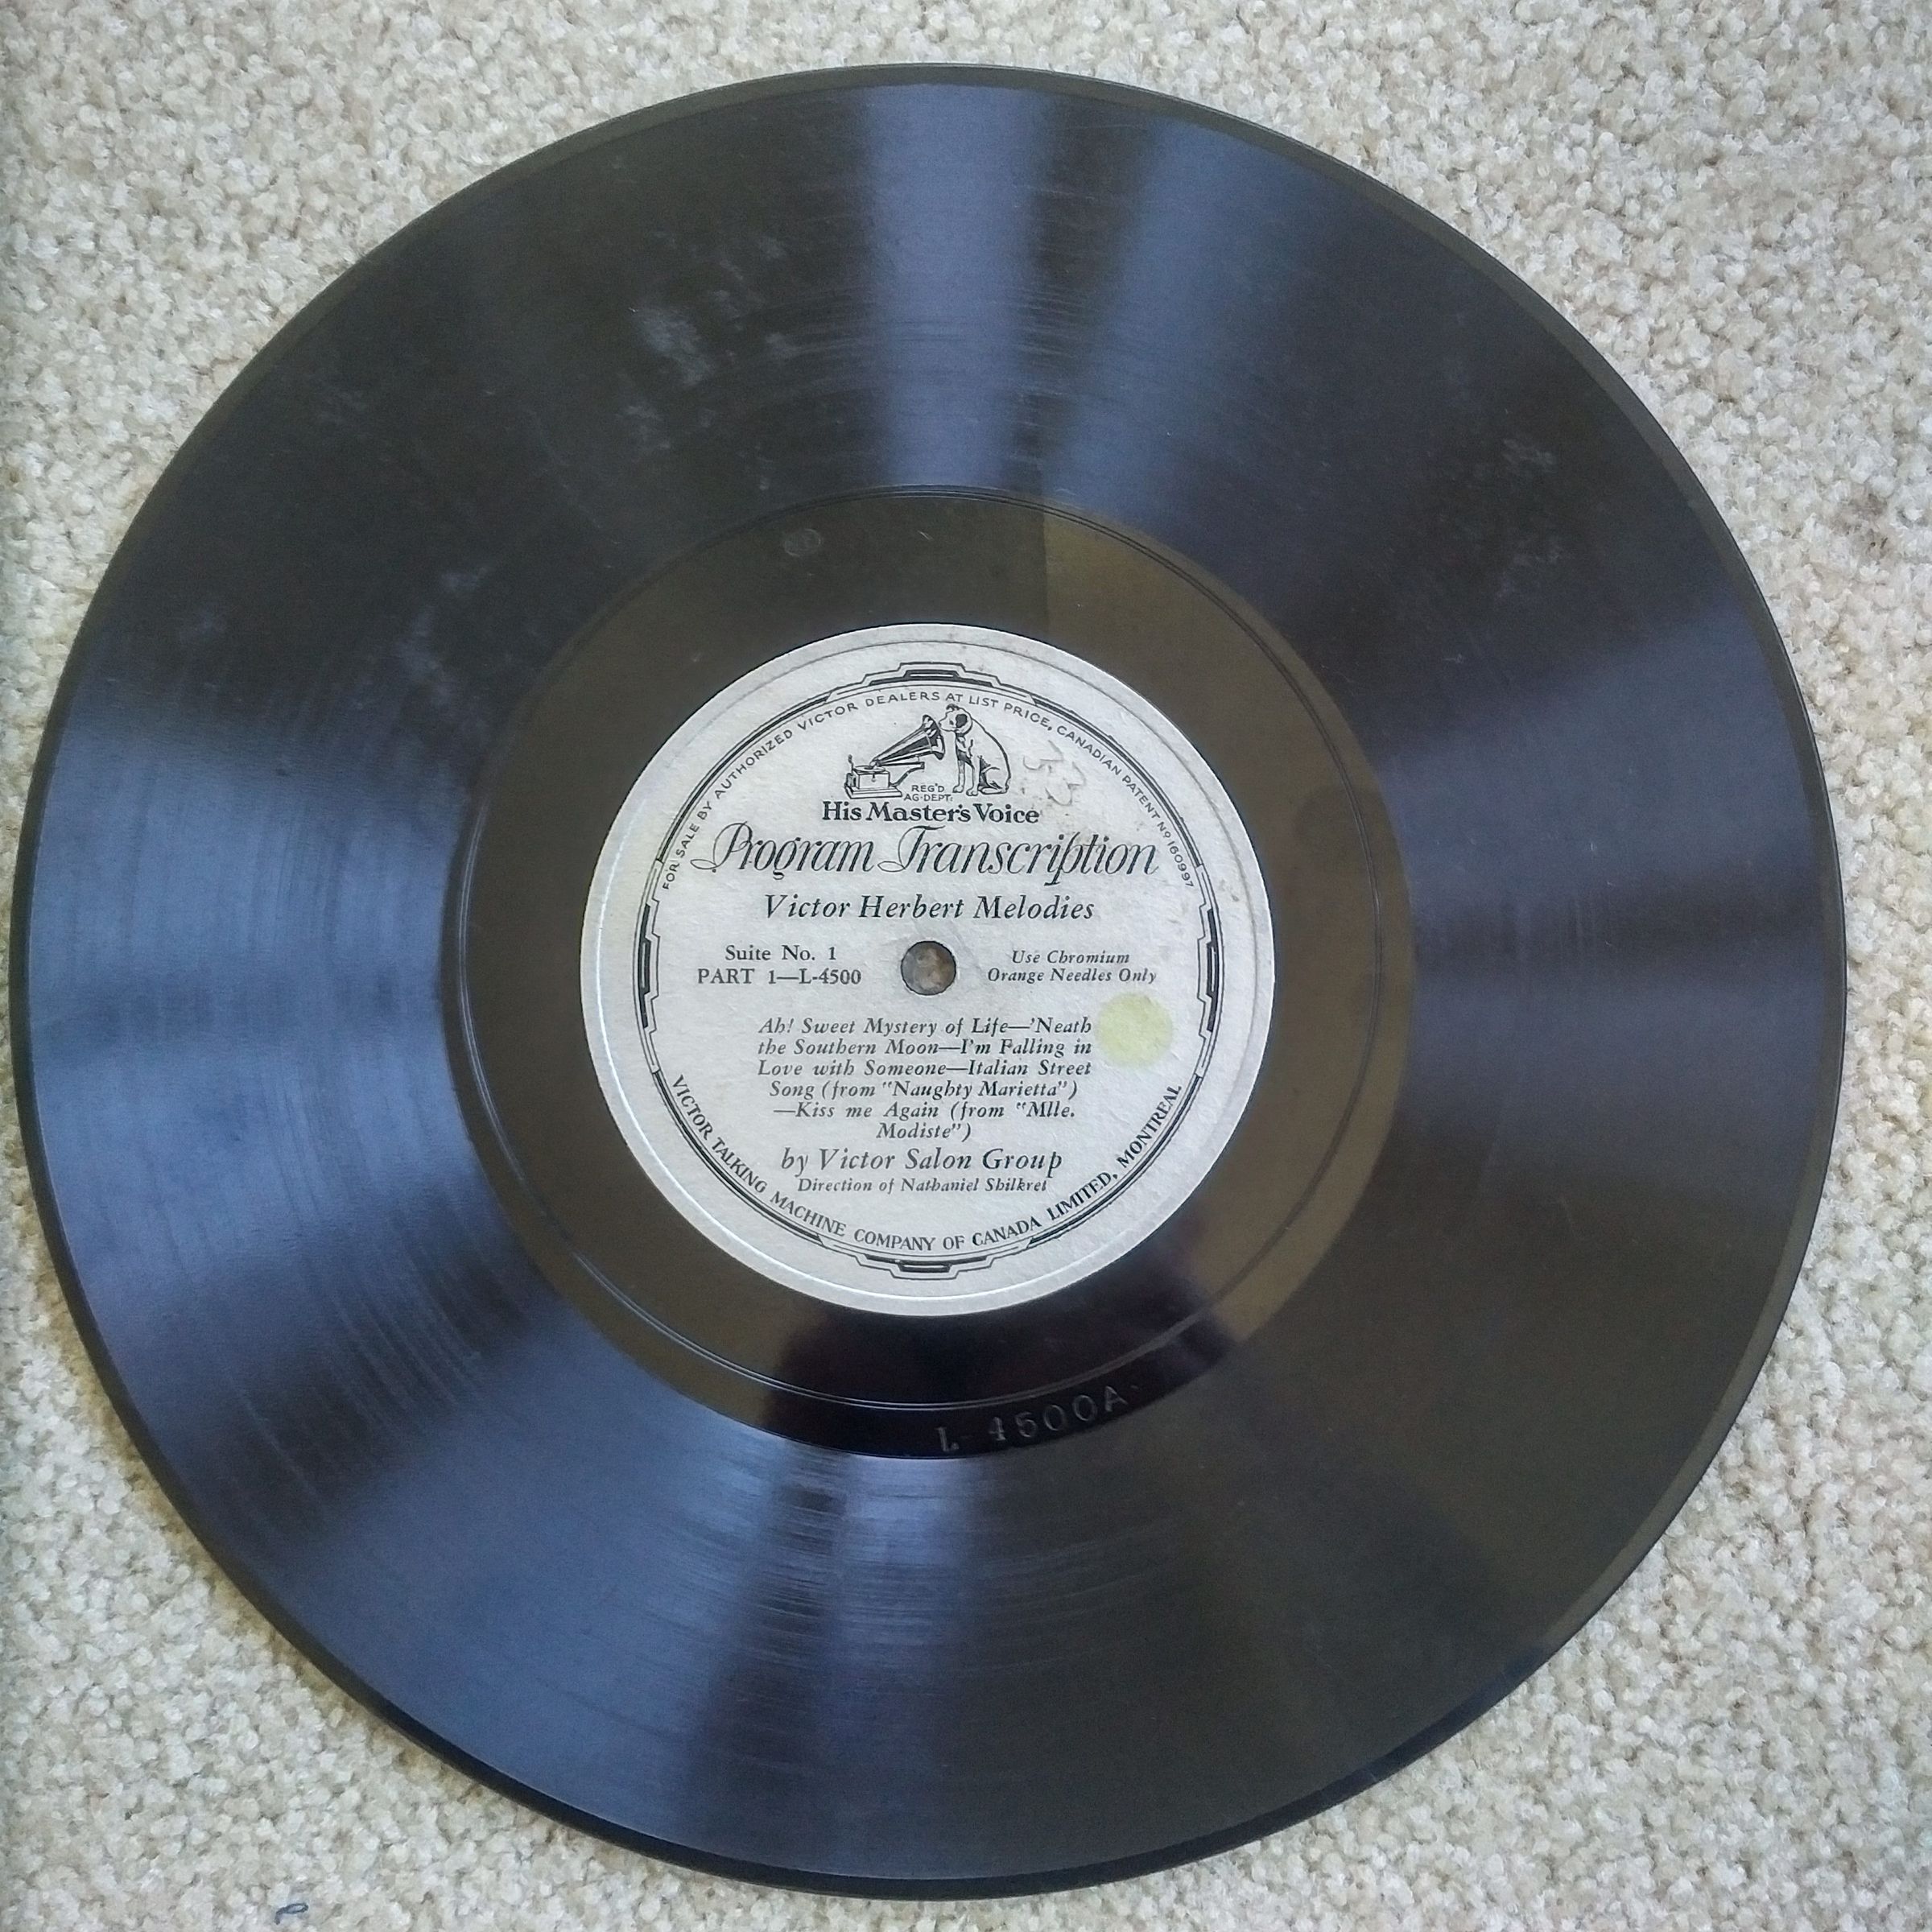 FOR SALE BY AUTHORIZED VICTOR DEALERS AT LIST PRICE, CANADIAN PATENT No 160997
REG'D
AG·DEPT.
His Master's Voice
Program Transcription
Victor Herbert Melodies
Suite No. 1
PART 1—L-4500
Use Chromium
Orange Needles Only
Ah! Sweet Mystery of Life—'Neath
the Southern Moon—I'm Falling in
Love with Someone—Italian Street
Song (from "Naughty Marietta")
—Kiss me Again (from "Mlle.
Modiste")
by Victor Salon Group
Direction of Nathaniel Shilkret
VICTOR TALKING MACHINE COMPANY OF CANADA LIMITED, MONTREAL
L-4500A